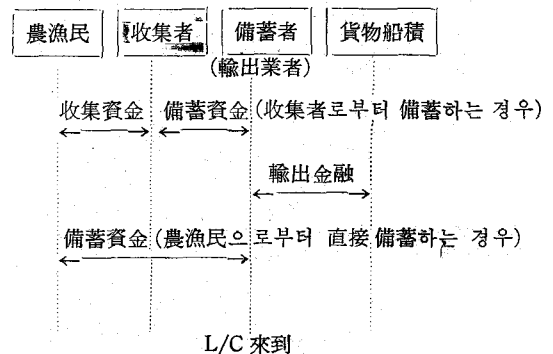 農漁民 收集者 備蓄者 貨物船積
(輸出業者)
收集資金 備蓄資金 (收集者로부터 備蓄하는 경우)
輸出金融
備蓄資金 (農漁民으로부터 直接 備蓄하는 경우)
L/C 來到